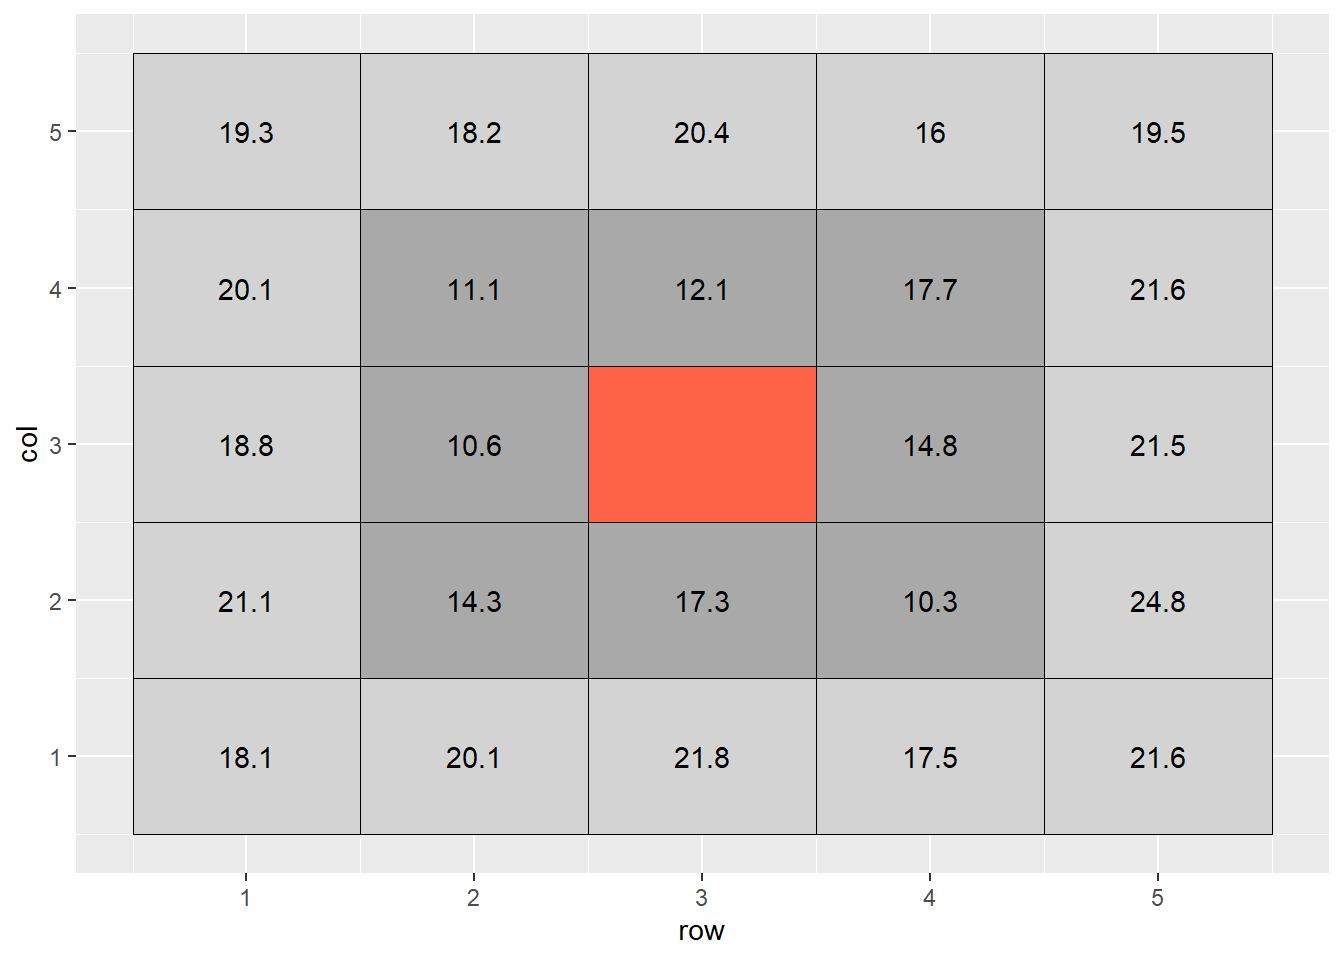 5 19.3 18.2 20.4 16 19.5
4 20.1 11.1 12.1 17.7 21.6
col 3 18.8 10.6 14.8 21.5
2 21.1 14.3 17.3 10.3 24.8
1 18.1 20.1 21.8 17.5 21.6
1 2 3 4 5
row